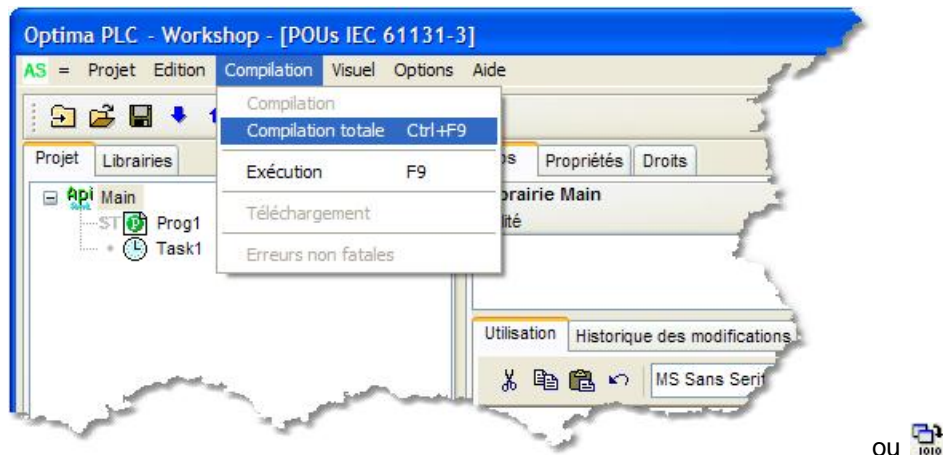 Optima PLC - Workshop - [POUs IEC 61131-3]
AS = Projet Edition Compilation Visuel Options Aide
Compilation
Compilation totale Ctrl+F9
Projet Librairies
Propriétés Droits
Exécution F9
Api Main
Main
ST Prog1
Téléchargement
Task1
Erreurs non fatales
Utilisation Historique des modifications
MS Sans Serif
ou 1010